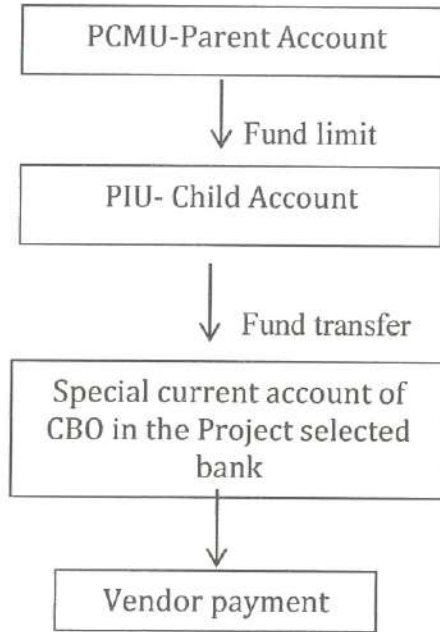 PCMU-Parent Account
Fund limit
PIU- Child Account
Fund transfer
Special current account of
CBO in the Project selected
bank
Vendor payment